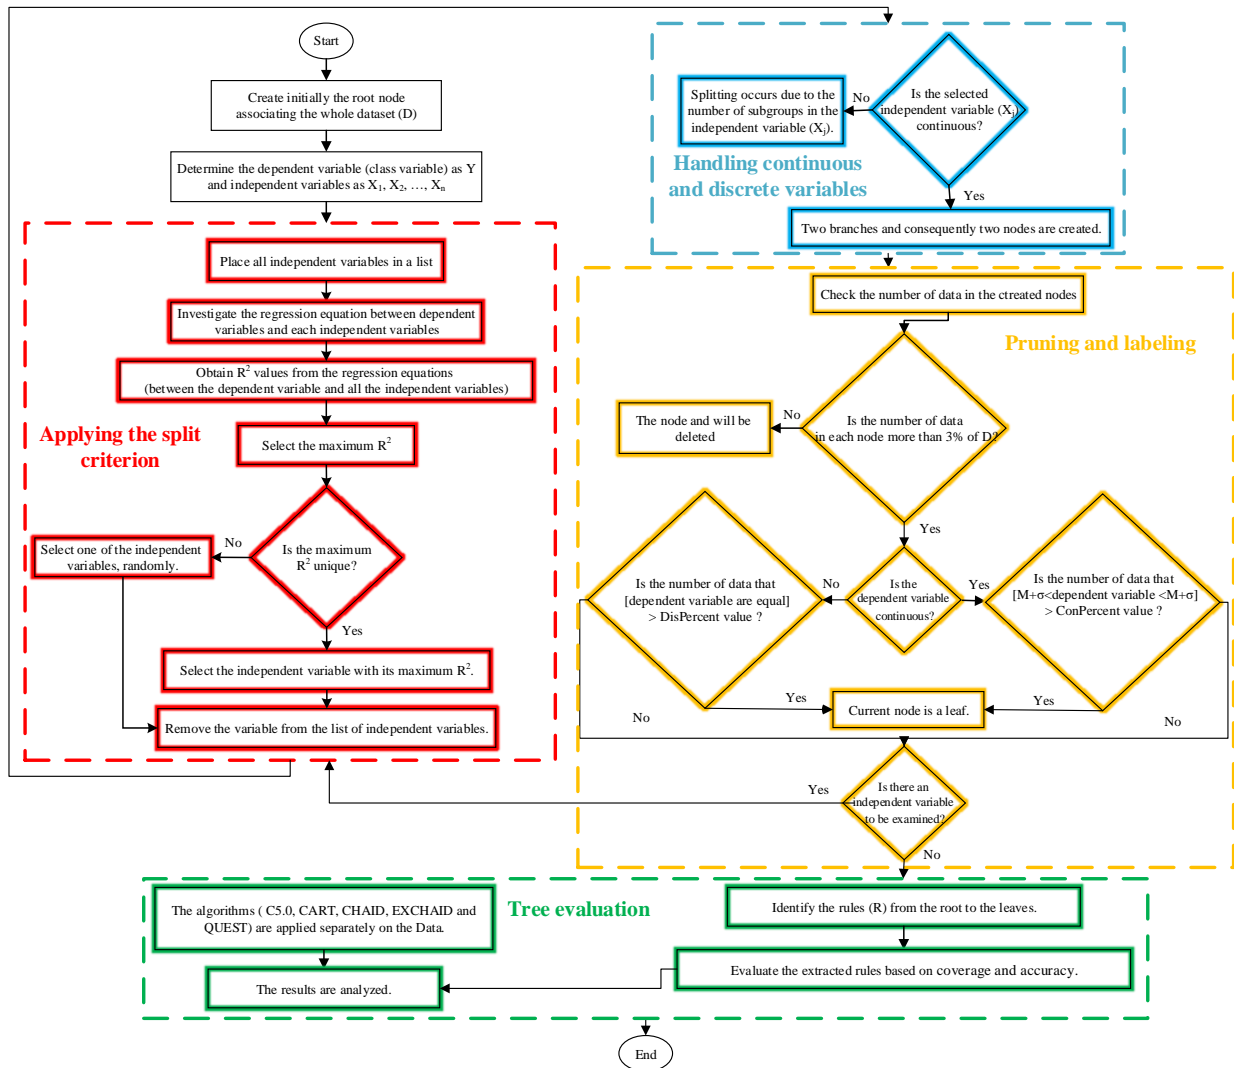 Start
Create initially the root node
associating the whole dataset (D)
Determine the dependent variable (class variable) as Y
and independent variables as X₁, X₂, …, Xₙ
Place all independent variables in a list
Investigate the regression equation between dependent
variables and each independent variables
Obtain R² values from the regression equations
(between the dependent variable and all the independent variables)
Applying the split
criterion
Select the maximum R²
Is the maximum
R² unique?
No
Select one of the independent
variables, randomly.
Yes
Select the independent variable with its maximum R².
Remove the variable from the list of independent variables.
Is the selected
independent variable (Xⱼ)
continuous?
No
Splitting occurs due to the
number of subgroups in the
independent variable (Xⱼ).
Handling continuous
and discrete variables
Yes
Two branches and consequently two nodes are created.
Check the number of data in the ctreated nodes
Pruning and labeling
Is the number of data
in each node more than 3% of D?
No
The node and will be
deleted
Yes
Is the
dependent variable
continuous?
No
Yes
Is the number of data that
[dependent variable are equal]
> DisPercent value ?
Is the number of data that
[M+σ<dependent variable <M+σ]
> ConPercent value ?
Yes
Yes
Current node is a leaf.
No
No
Is there an
independent variable
to be examined?
Yes
No
Tree evaluation
The algorithms ( C5.0, CART, CHAID, EXCHAID and
QUEST) are applied separately on the Data.
Identify the rules (R) from the root to the leaves.
Evaluate the extracted rules based on coverage and accuracy.
The results are analyzed.
End